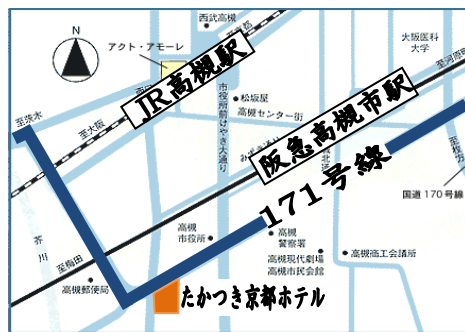 N
西武高槻
アクト・アモーレ
大阪医科
大学
JR高槻駅
至茨木
至大阪
松坂屋
高槻センター街
市役所前けやき大通り
阪急高槻市駅
171号線
国道170号線
芥川
至梅田
高槻
市役所
高槻
警察署
高槻現代劇場
高槻市民会館
高槻商工会議所
高槻郵便局
たかつき京都ホテル